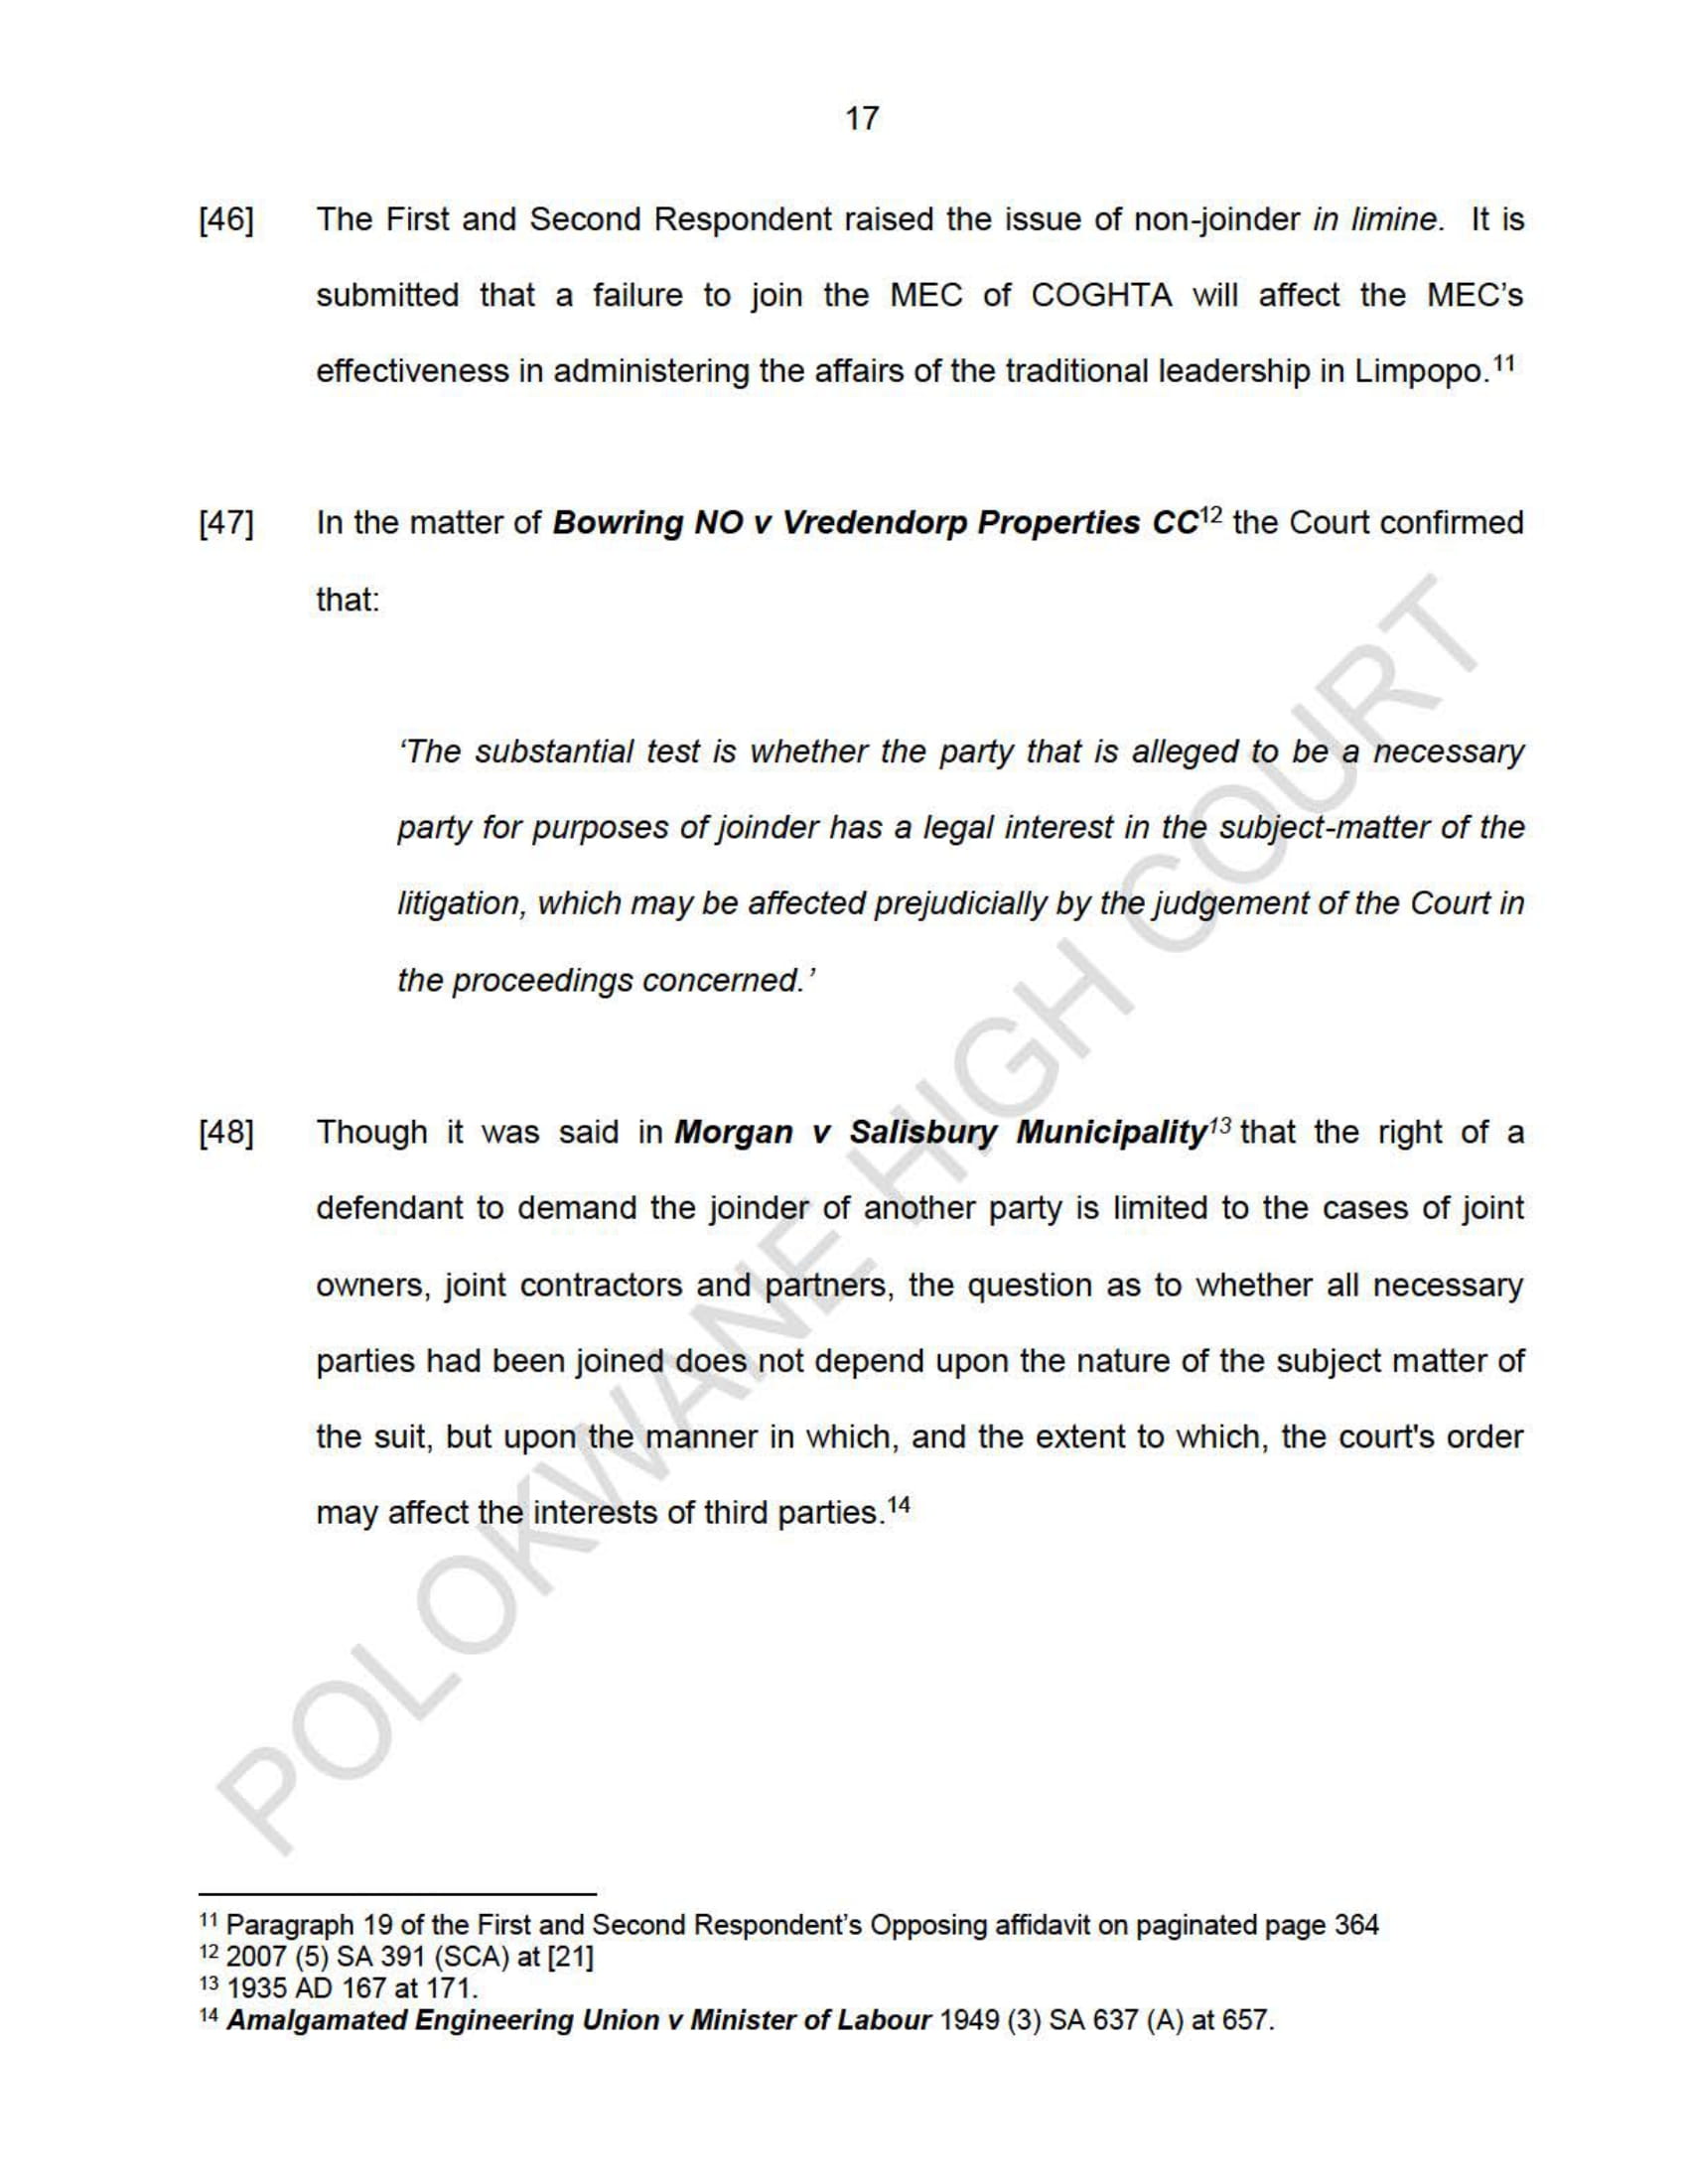 17
[46] The First and Second Respondent raised the issue of non-joinder in limine. It is
submitted that a failure to join the MEC of COGHTA will affect the MEC's
effectiveness in administering the affairs of the traditional leadership in Limpopo.11
[47] In the matter of Bowring NO v Vredendorp Properties CC12 the Court confirmed
that:
‘The substantial test is whether the party that is alleged to be a necessary
party for purposes of joinder has a legal interest in the subject-matter of the
litigation, which may be affected prejudicially by the judgement of the Court in
the proceedings concerned.’
[48] Though it was said in Morgan v Salisbury Municipality13 that the right of a
defendant to demand the joinder of another party is limited to the cases of joint
owners, joint contractors and partners, the question as to whether all necessary
parties had been joined does not depend upon the nature of the subject matter of
the suit, but upon the manner in which, and the extent to which, the court's order
may affect the interests of third parties.14
POLOKWANE HIGH COURT
11 Paragraph 19 of the First and Second Respondent’s Opposing affidavit on paginated page 364
12 2007 (5) SA 391 (SCA) at [21]
13 1935 AD 167 at 171.
14 Amalgamated Engineering Union v Minister of Labour 1949 (3) SA 637 (A) at 657.